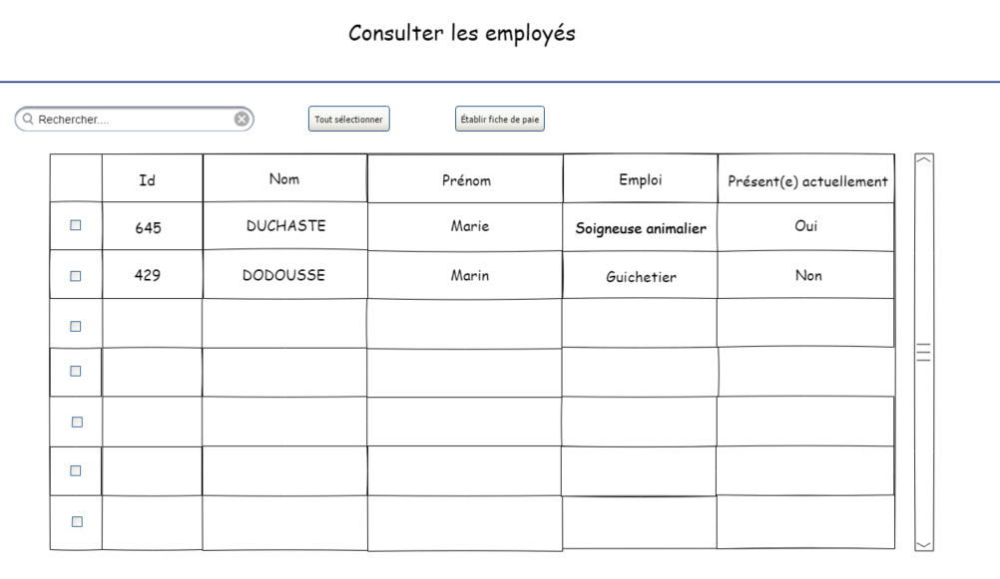 Consulter les employés
Rechercher....
Tout sélectionner
Établir fiche de paie
Id Nom Prénom Emploi Présent(e) actuellement
645 DUCHASTE Marie Soigneuse animalier Oui
429 DODOUSSE Marin Guichetier Non